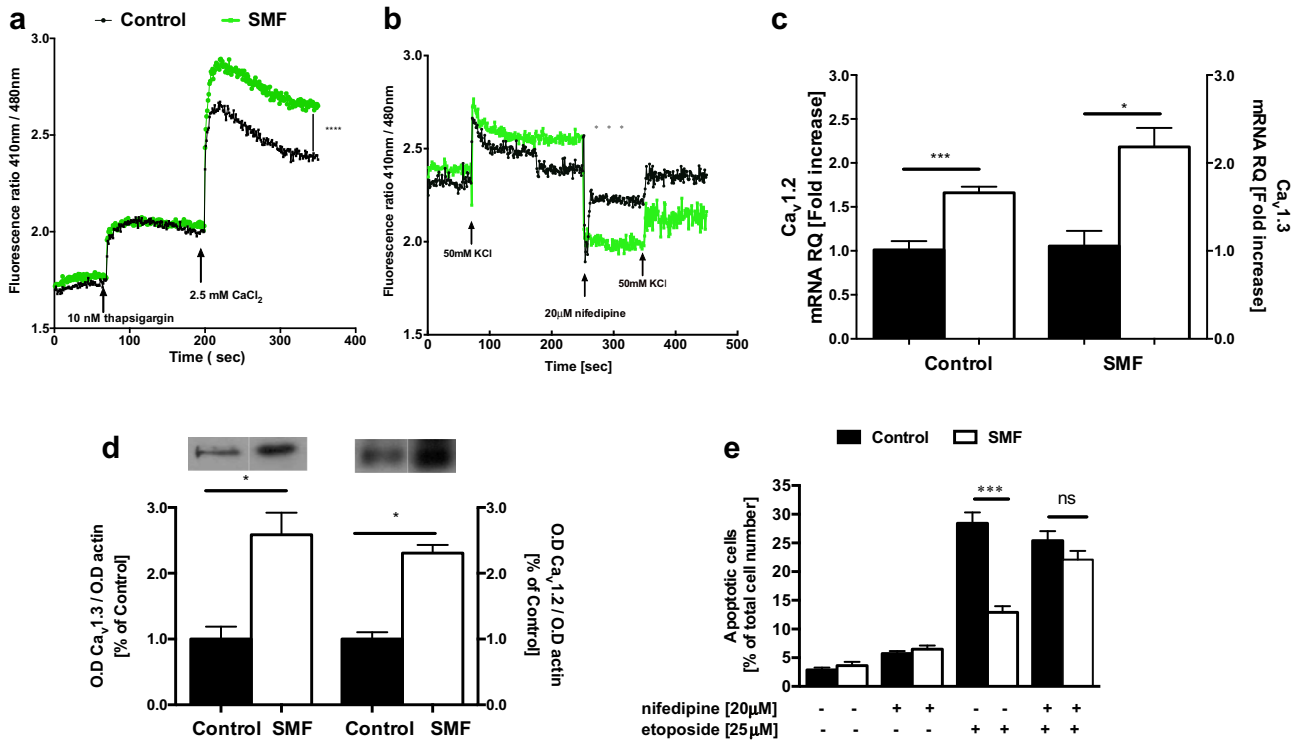 a
Control SMF
Fluorescence ratio 410nm / 480nm
3.0
2.5
2.0
1.5
****
10 nM thapsigargin
2.5 mM CaCl2
0 100 200 300 400
Time ( sec)
b
Fluorescence ratio 410nm / 480nm
3.0
2.5
2.0
1.5
* * *
50mM KCl
20μM nifedipine
50mM KCl
0 100 200 300 400 500
Time [sec]
c
Cav1.2
mRNA RQ [Fold increase]
3.0
2.5
2.0
1.5
1.0
0.5
0.0
***
*
3.0
2.0
1.0
0.0
Cav1.3
mRNA RQ [Fold increase]
Control SMF
d
O.D Cav1.3 / O.D actin
[% of Control]
3.0
2.0
1.0
0.0
*
*
3.0
2.0
1.0
0.0
O.D Cav1.2 / O.D actin
[% of Control]
Control SMF Control SMF
e
Control SMF
Apoptotic cells
[% of total cell number]
35
30
25
20
15
10
5
0
***
ns
nifedipine [20μM] - - + + - - + +
etoposide [25μM] - - - - + + + +